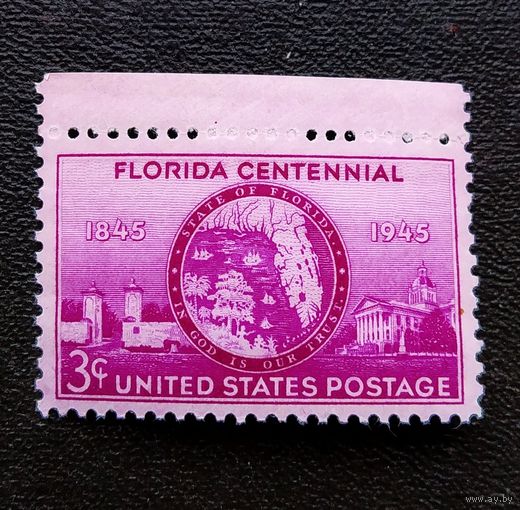 FLORIDA CENTENNIAL
1845
1945
STATE OF FLORIDA.
IN GOD IS OUR TRUST.
3¢ UNITED STATES POSTAGE
www.ay.by